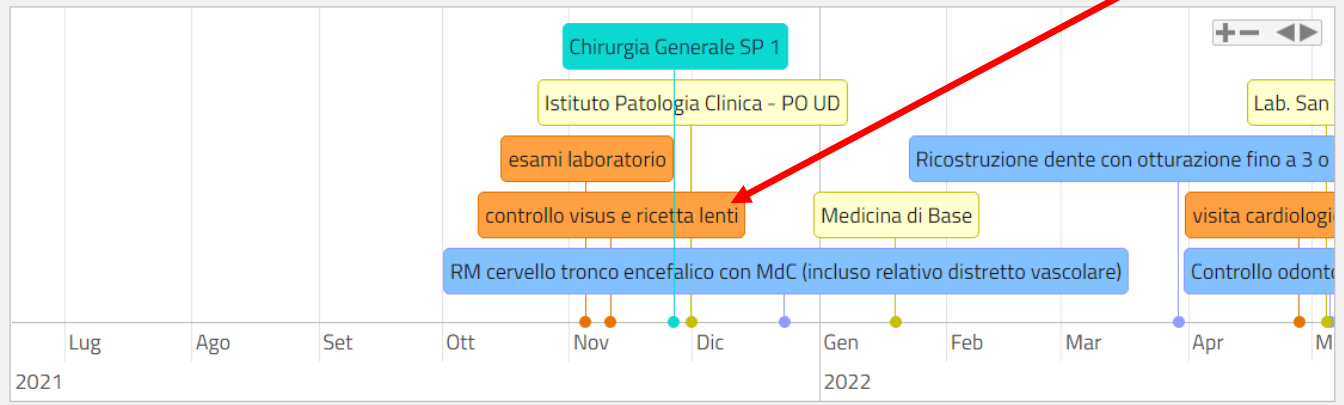 Chirurgia Generale SP 1
Istituto Patologia Clinica - PO UD
Lab. San
esami laboratorio
Ricostruzione dente con otturazione fino a 3 o
controllo visus e ricetta lenti
Medicina di Base
visita cardiologi
RM cervello tronco encefalico con MdC (incluso relativo distretto vascolare)
Controllo odonto
Lug Ago Set Ott Nov Dic Gen Feb Mar Apr M
2021 2022